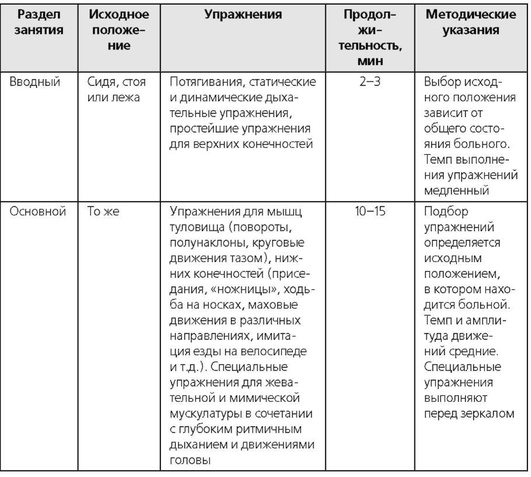 Раздел
занятия
Исходное
положе-
ние
Упражнения
Продол-
жи-
тельность,
мин
Методические
указания
Вводный
Сидя, стоя
или лежа
Потягивания, статические
и динамические дыха-
тельные упражнения,
простейшие упражнения
для верхних конечностей
2–3
Выбор исход-
ного положения
зависит от
общего состо-
яния больного.
Темп выполне-
ния упражнений
медленный
Основной
То же
Упражнения для мышц
туловища (повороты,
полунаклоны, круговые
движения тазом), ниж-
них конечностей (присе-
дания, «ножницы», ходь-
ба на носках, маховые
движения в различных
направлениях, имита-
ция езды на велосипеде
и т.д.). Специальные
упражнения для жева-
тельной и мимической
мускулатуры в сочетании
с глубоким ритмичным
дыханием и движениями
головы
10–15
Подбор
упражнений
определяется
исходным
положением,
в котором нахо-
дится больной.
Темп и ампли-
туда движе-
ний средние.
Специальные
упражнения
выполняют
перед зеркалом